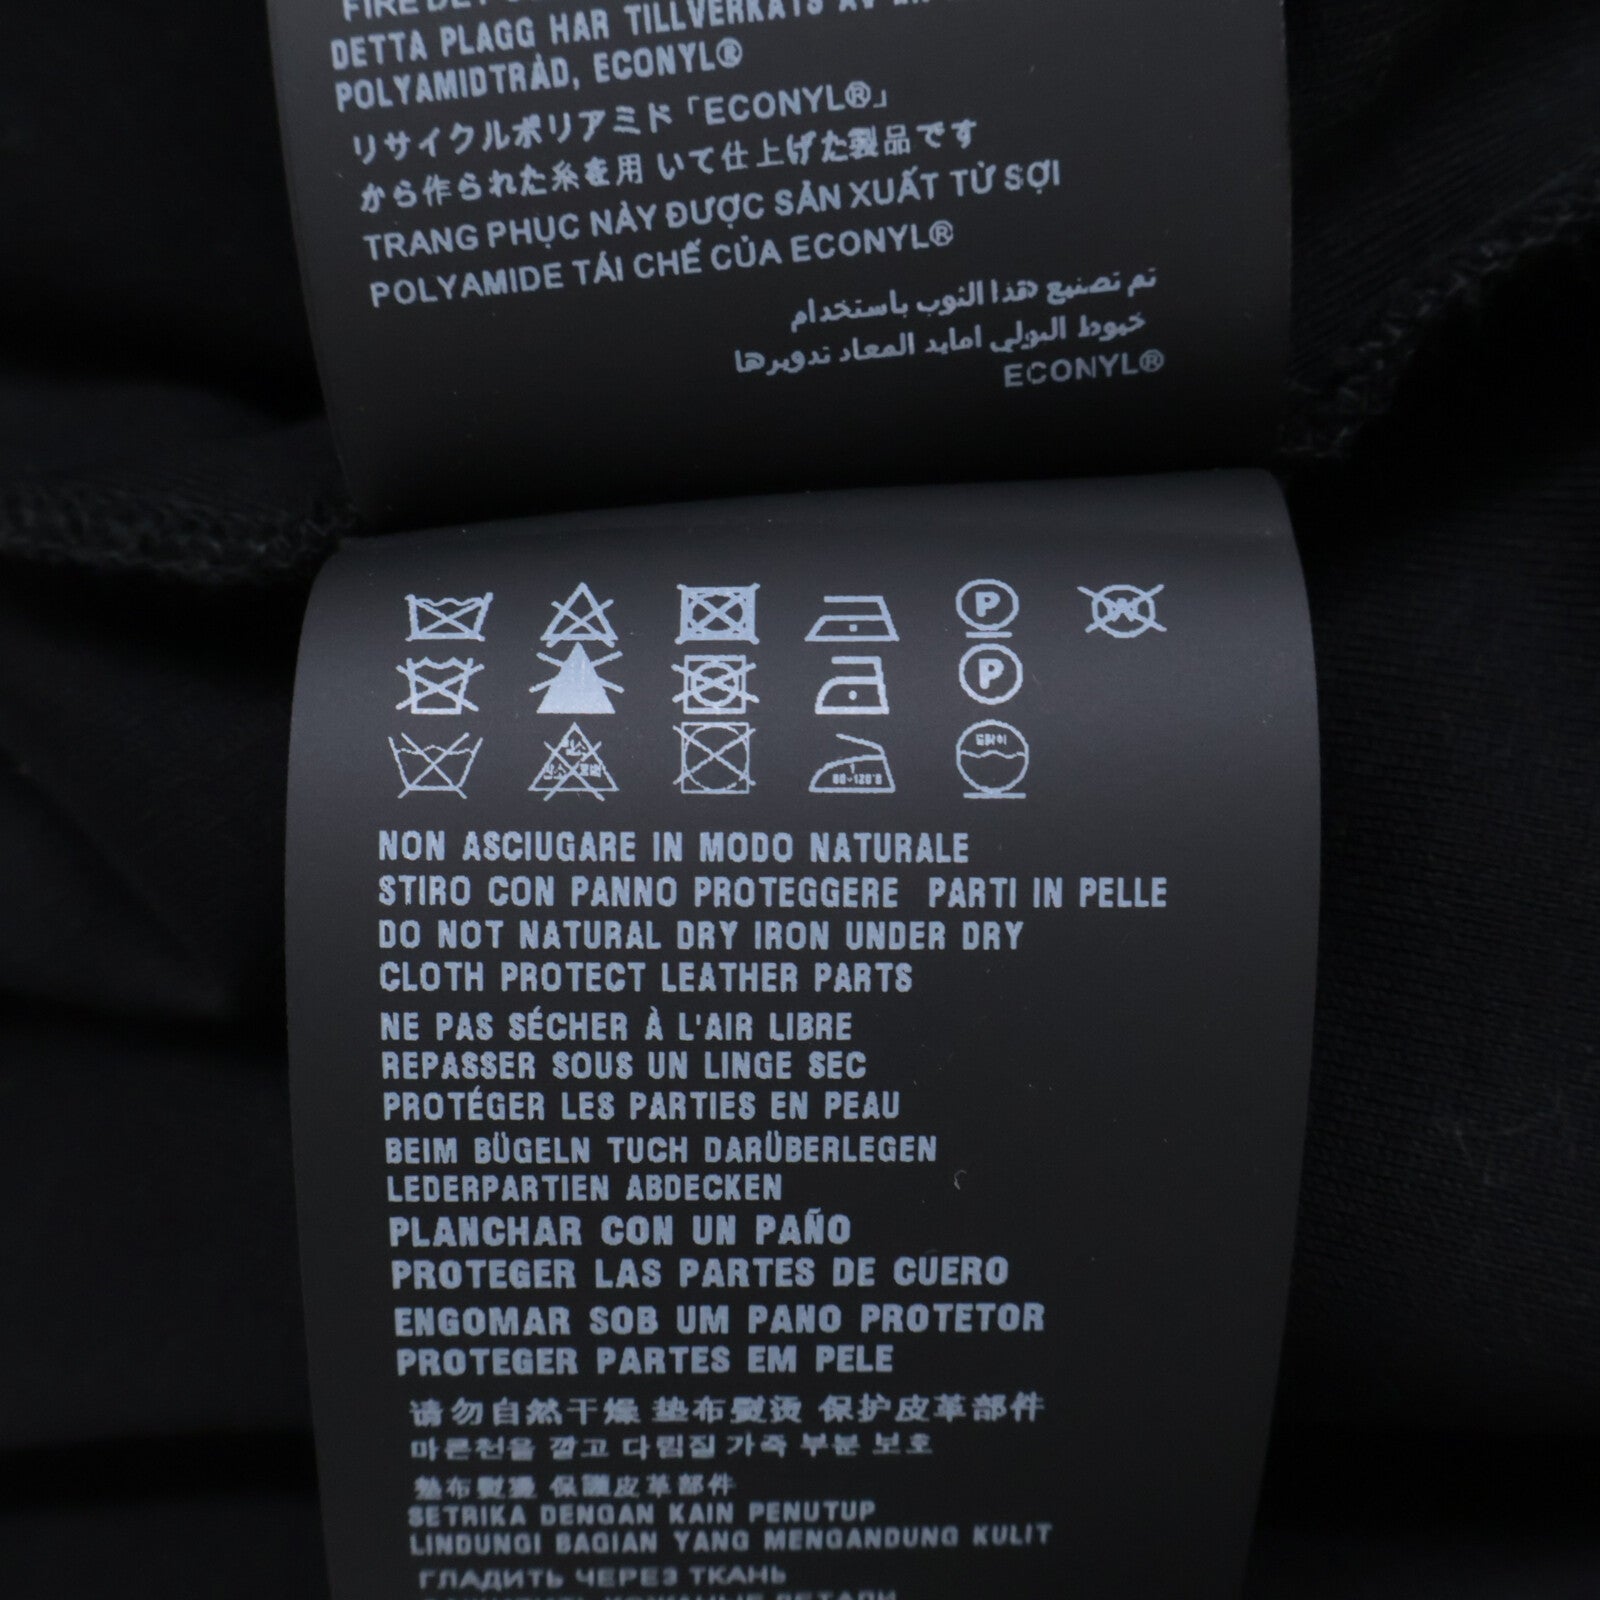 DETTA PLAGG HAR TILLVERKATS AV
POLYAMIDTRÅD, ECONYL®
リサイクルポリアミド「ECONYL®」
から作られた糸を用いて仕上げた製品です
TRANG PHỤC NÀY ĐƯỢC SẢN XUẤT TỪ SỢI
POLYAMIDE TÁI CHẾ CỦA ECONYL®
تم تصنيع هذا الثوب باستخدام
خيوط البولي امايد المعاد تدويرها
ECONYL®
P W
P
드라이
NON ASCIUGARE IN MODO NATURALE
STIRO CON PANNO PROTEGGERE PARTI IN PELLE
DO NOT NATURAL DRY IRON UNDER DRY
CLOTH PROTECT LEATHER PARTS
NE PAS SÉCHER À L'AIR LIBRE
REPASSER SOUS UN LINGE SEC
PROTÉGER LES PARTIES EN PEAU
BEIM BÜGELN TUCH DARÜBERLEGEN
LEDERPARTIEN ABDECKEN
PLANCHAR CON UN PAÑO
PROTEGER LAS PARTES DE CUERO
ENGOMAR SOB UM PANO PROTETOR
PROTEGER PARTES EM PELE
请勿自然干燥 垫布熨烫 保护皮革部件
마른천을 깔고 다림질 가죽 부분 보호
墊布熨燙 保護皮革部件
SETRIKA DENGAN KAIN PENUTUP
LINDUNGI BAGIAN YANG MENGANDUNG KULIT
ГЛАДИТЬ ЧЕРЕЗ ТКАНЬ